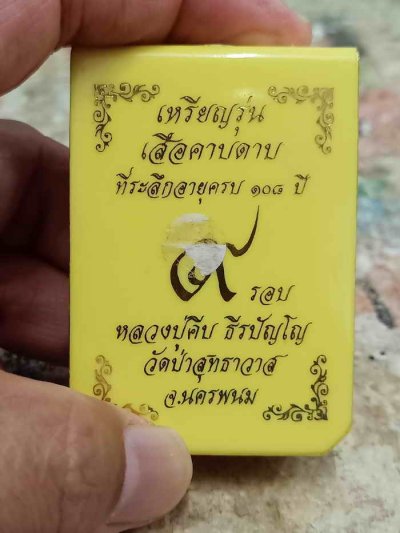 เหรียญรุ่น
เสือคาบดาบ
ที่ระลึกอายุครบ ๑๐๘ ปี
๙ รอบ
หลวงปู่คีบ ธีรปัญโญ
วัดป่าสุทธาวาส
จ.นครพนม